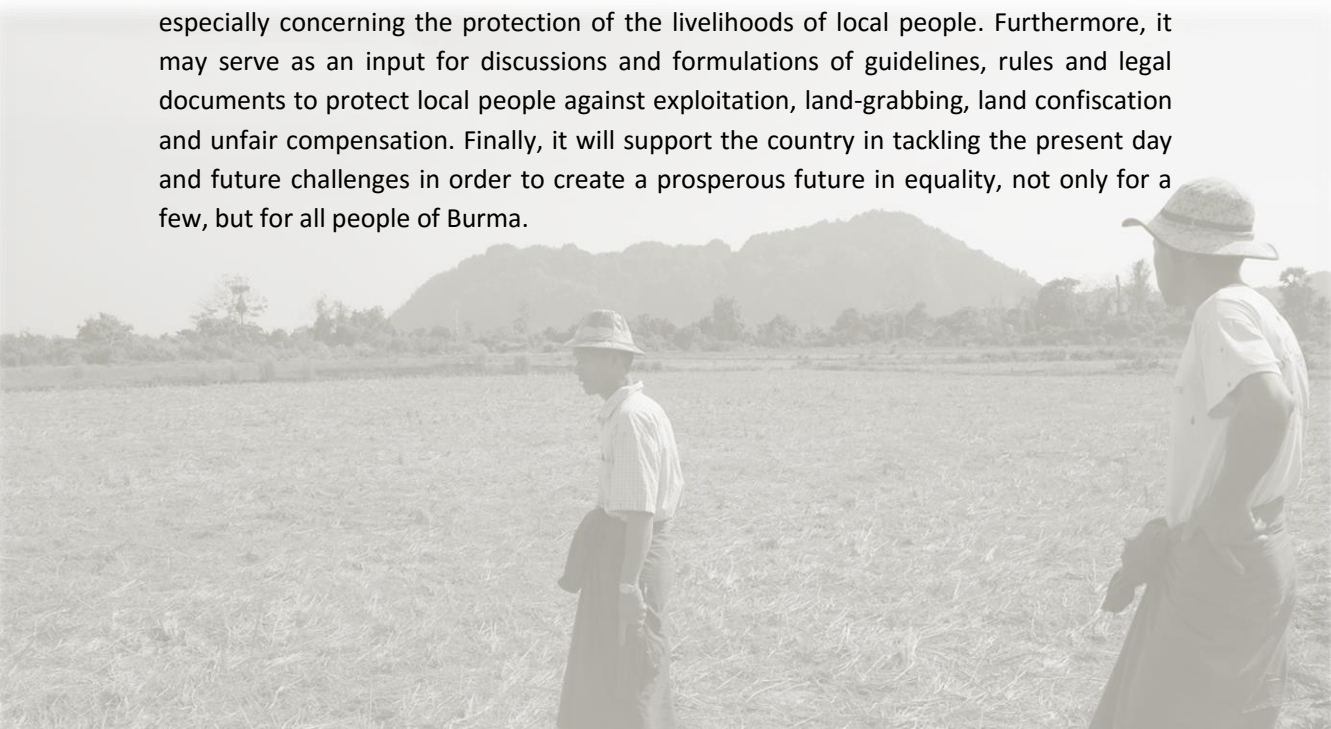 especially concerning the protection of the livelihoods of local people. Furthermore, it
may serve as an input for discussions and formulations of guidelines, rules and legal
documents to protect local people against exploitation, land-grabbing, land confiscation
and unfair compensation. Finally, it will support the country in tackling the present day
and future challenges in order to create a prosperous future in equality, not only for a
few, but for all people of Burma.